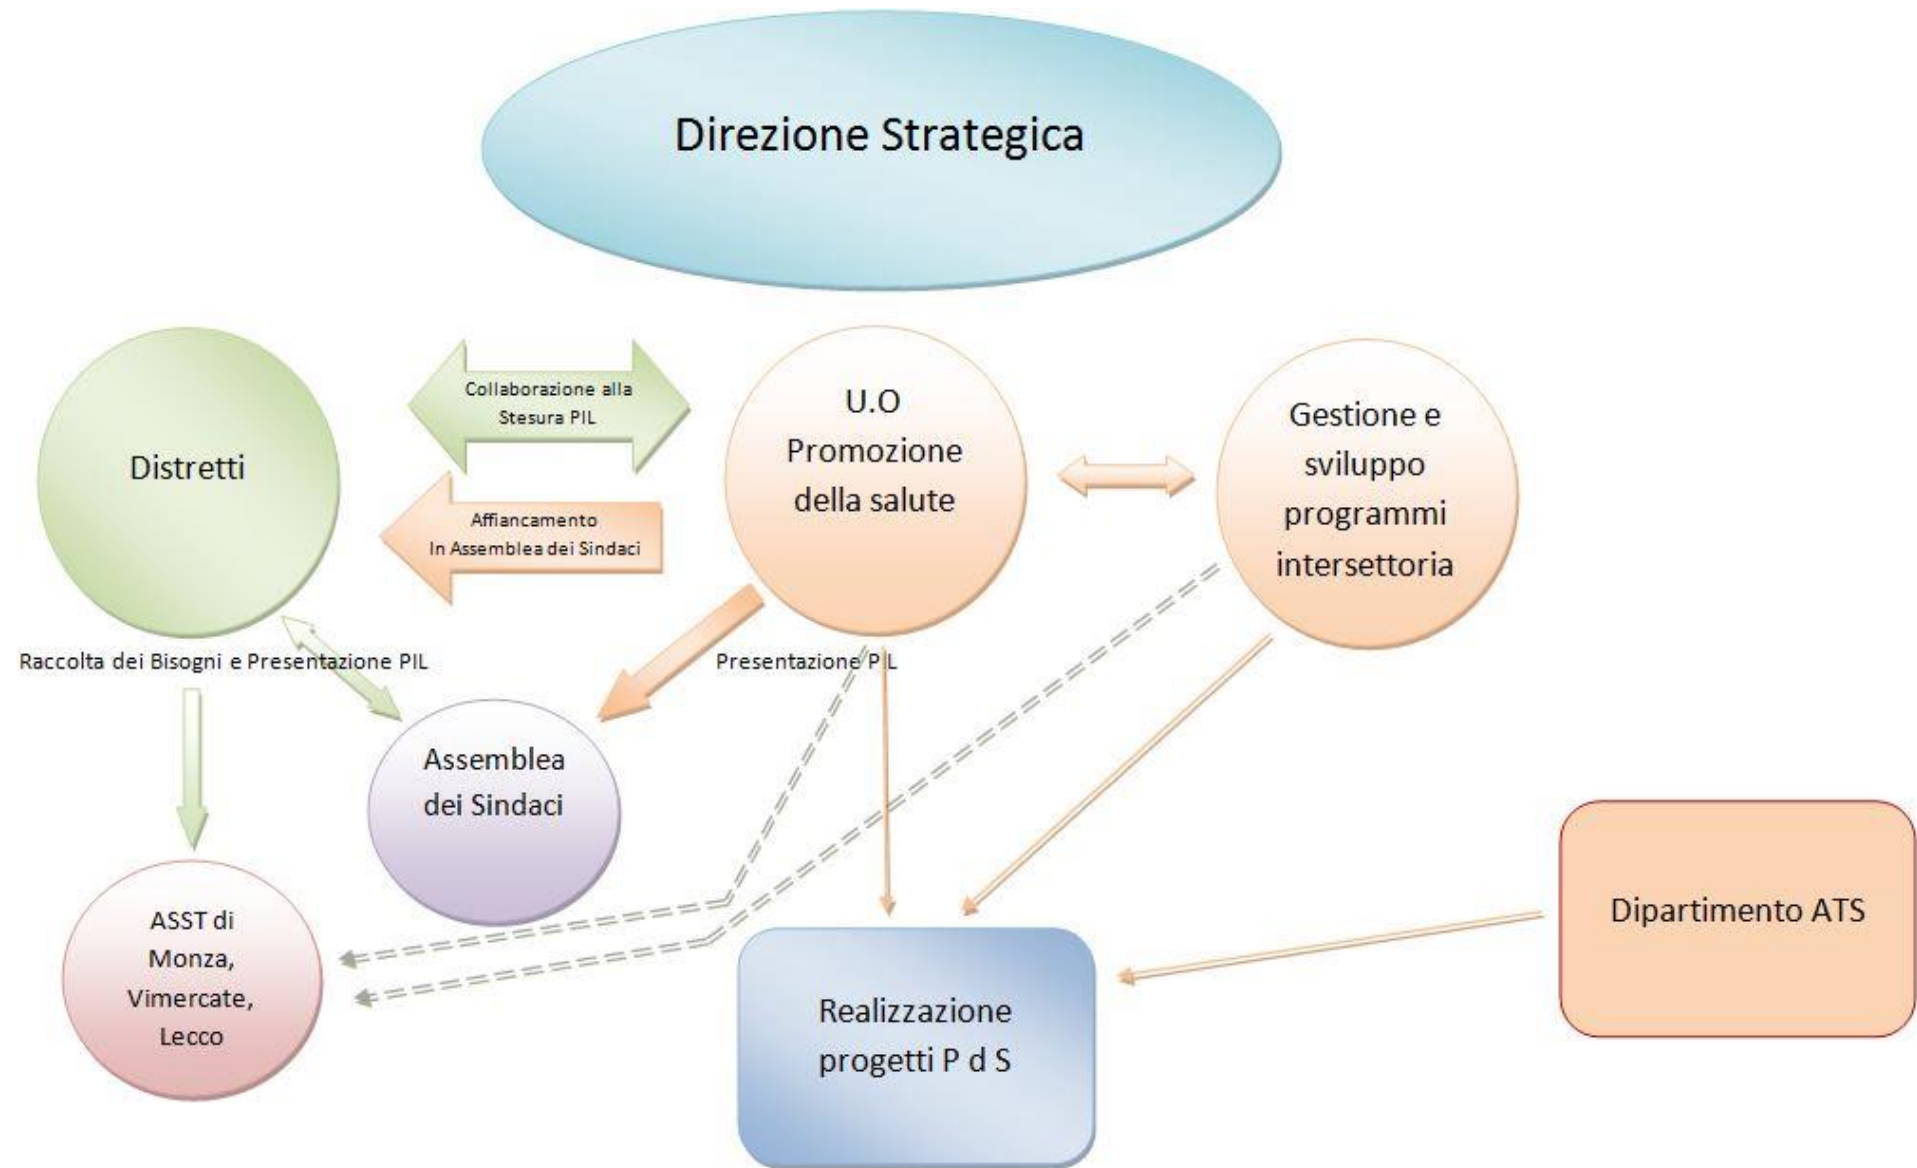 Direzione Strategica
Distretti
Collaborazione alla
Stesura PIL
Affiancamento
In Assemblea dei Sindaci
U.O
Promozione
della salute
Gestione e
sviluppo
programmi
intersettoria
Raccolta dei Bisogni e Presentazione PIL
Presentazione PIL
Assemblea
dei Sindaci
ASST di
Monza,
Vimercate,
Lecco
Realizzazione
progetti P d S
Dipartimento ATS